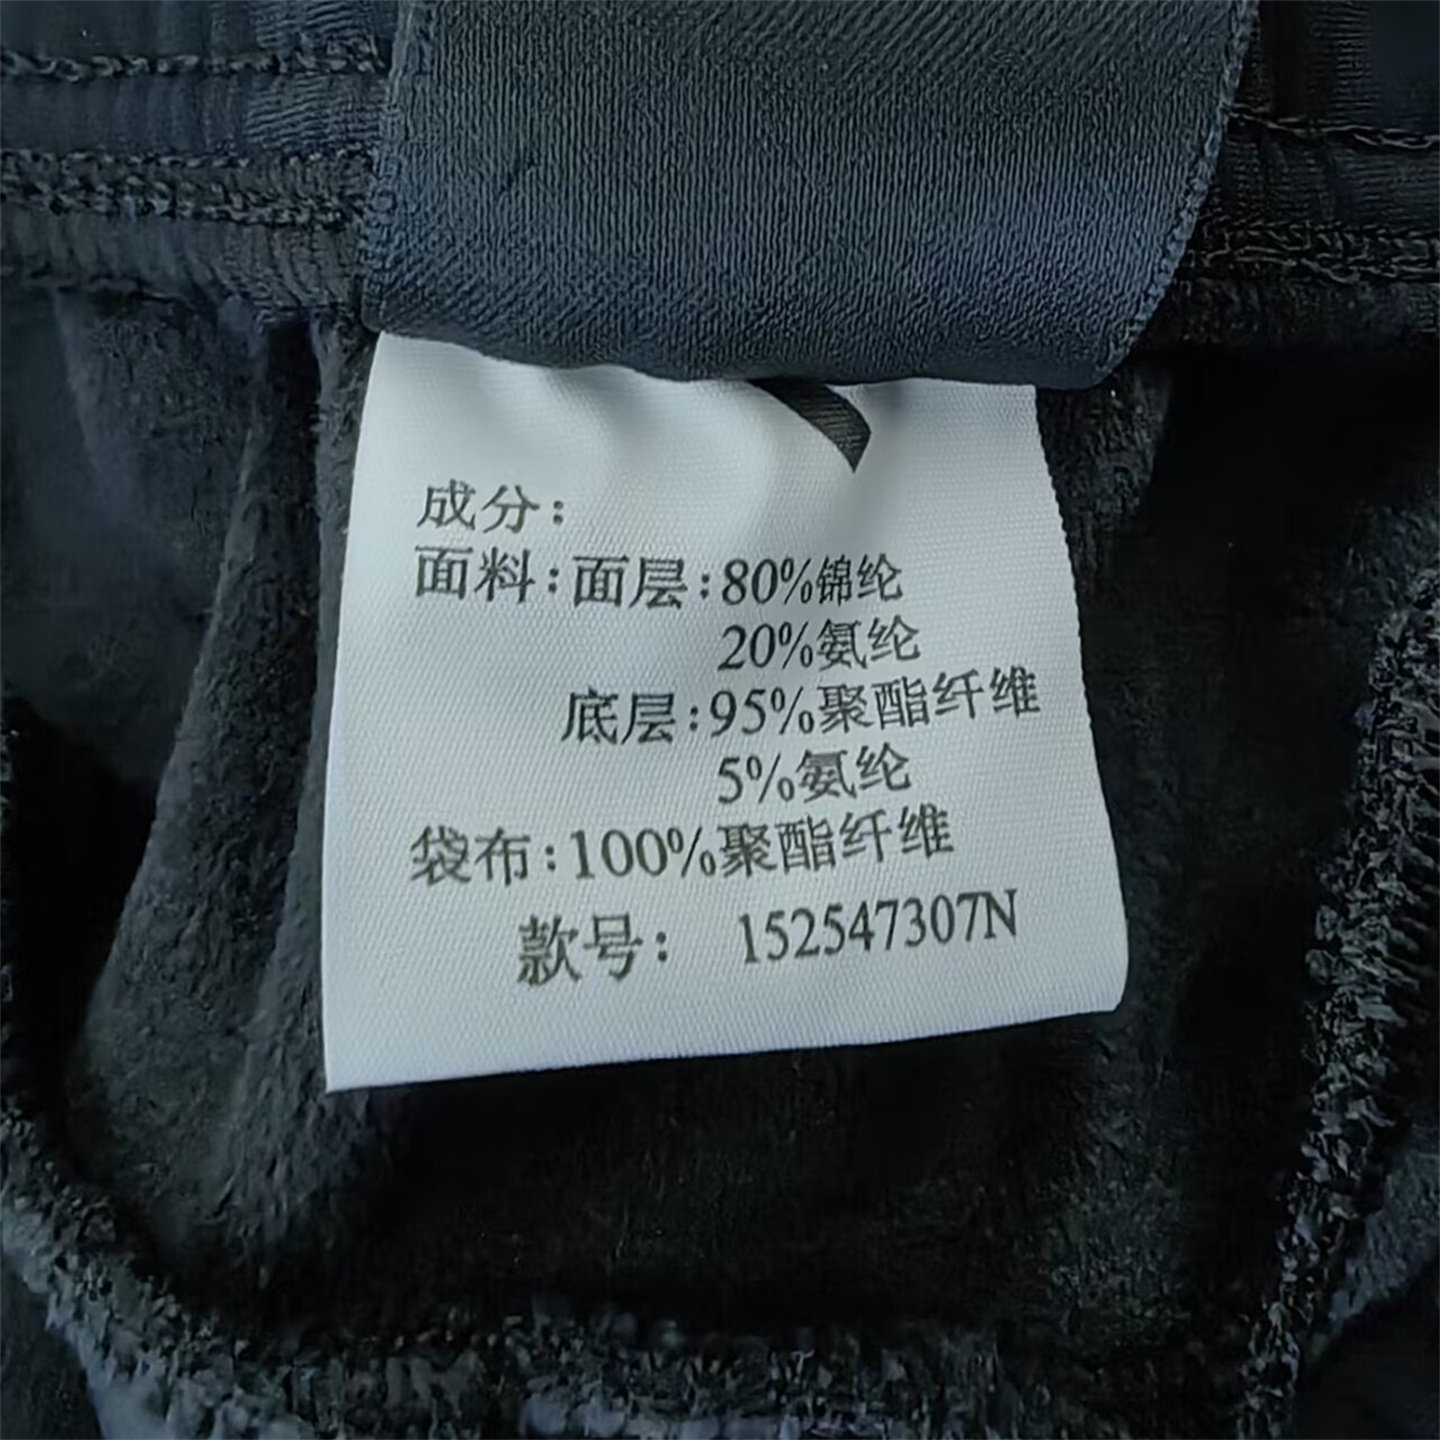 成分：
面料：面层：80%锦纶
20%氨纶
底层：95%聚酯纤维
5%氨纶
袋布：100%聚酯纤维
款号： 152547307N